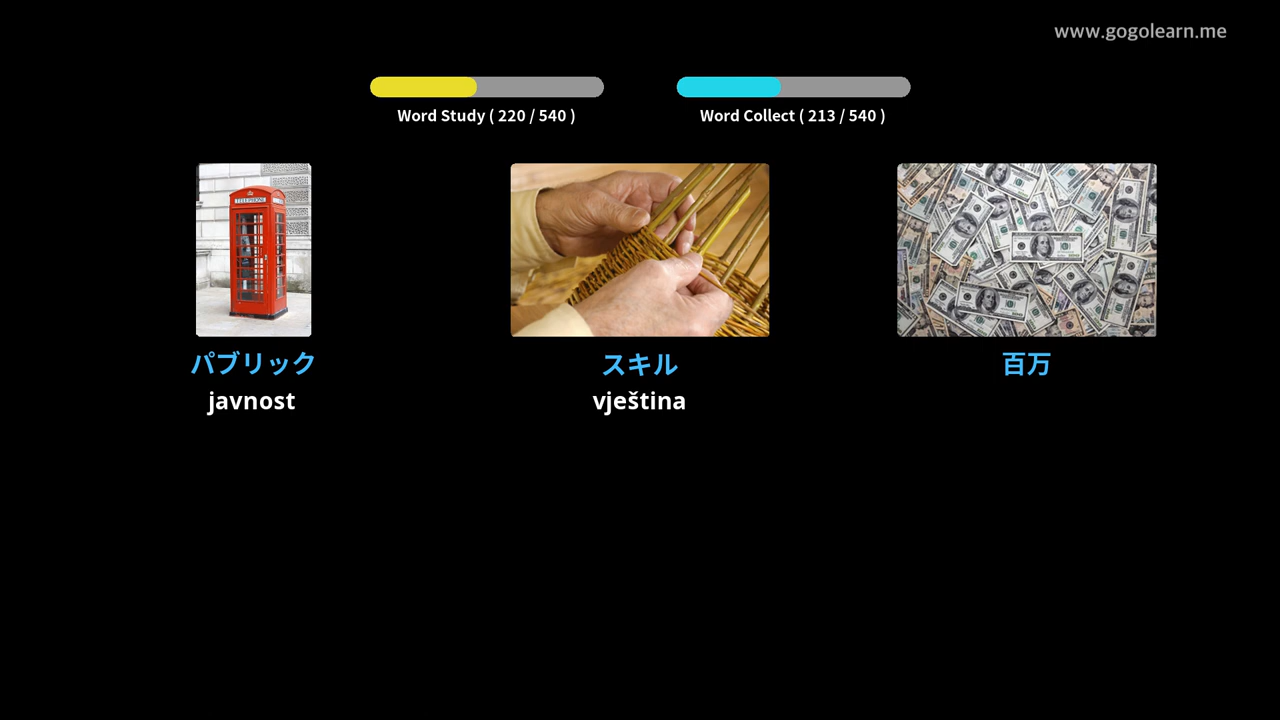 www.gogolearn.me
Word Study ( 220 / 540 )
Word Collect ( 213 / 540 )
TELEPHONE
パブリック
スキル
百万
javnost
vještina